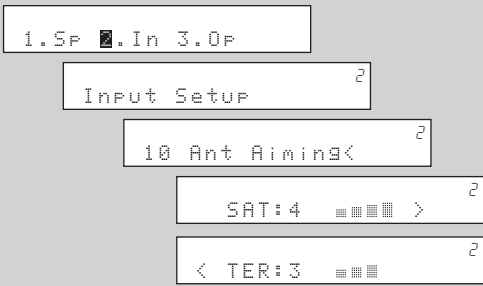 1.Sp 2.In 3.Op
2
Input Setup
2
10 Ant Aiming<
2
SAT:4 >
2
< TER:3